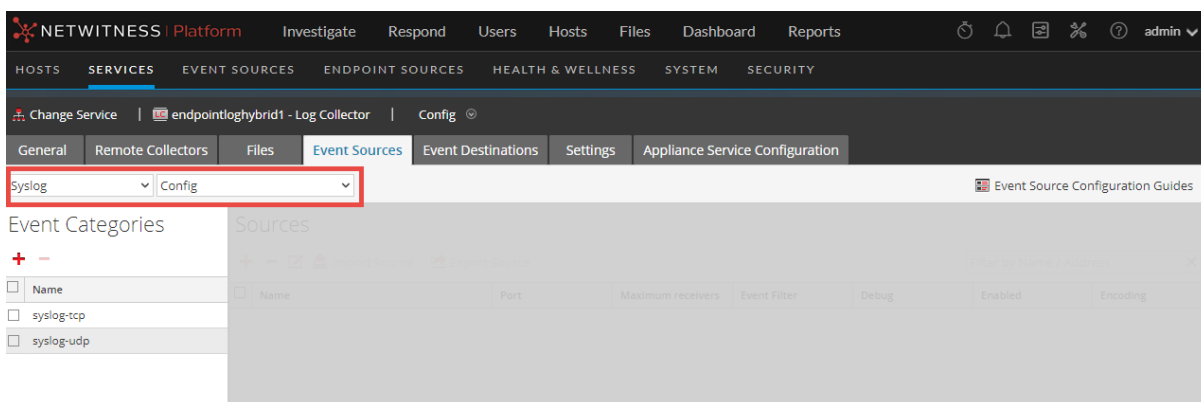 NETWITNESS Platform Investigate Respond Users Hosts Files Dashboard Reports admin
HOSTS SERVICES EVENT SOURCES ENDPOINT SOURCES HEALTH & WELLNESS SYSTEM SECURITY
Change Service | LC endpointloghybrid1 - Log Collector | Config
General Remote Collectors Files Event Sources Event Destinations Settings Appliance Service Configuration
Syslog Config Event Source Configuration Guides
Event Categories Sources
Name Name Port Maximum receivers Event Filter Debug Enabled Encoding
syslog-tcp
syslog-udp